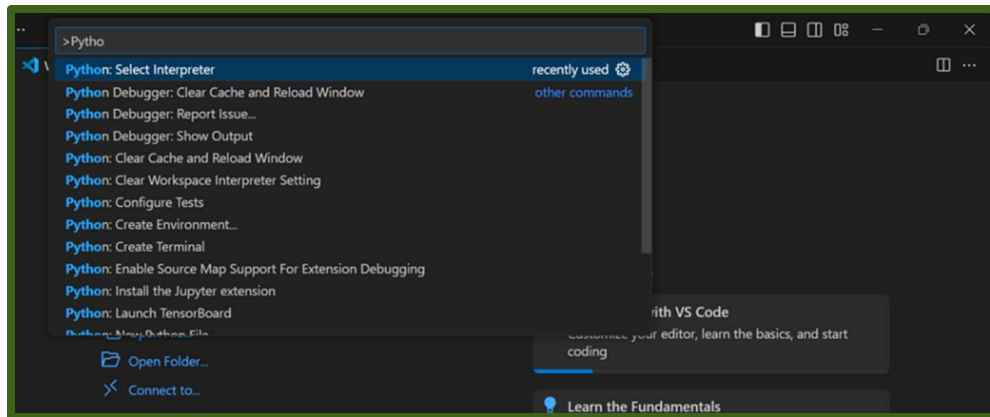 >Pytho
Python: Select Interpreter recently used
Python Debugger: Clear Cache and Reload Window other commands
Python Debugger: Report Issue...
Python Debugger: Show Output
Python: Clear Cache and Reload Window
Python: Clear Workspace Interpreter Setting
Python: Configure Tests
Python: Create Environment...
Python: Create Terminal
Python: Enable Source Map Support For Extension Debugging
Python: Install the Jupyter extension
Python: Launch TensorBoard
Python: New Python File
with VS Code
Customize your editor, learn the basics, and start
coding
Open Folder...
Connect to...
Learn the Fundamentals